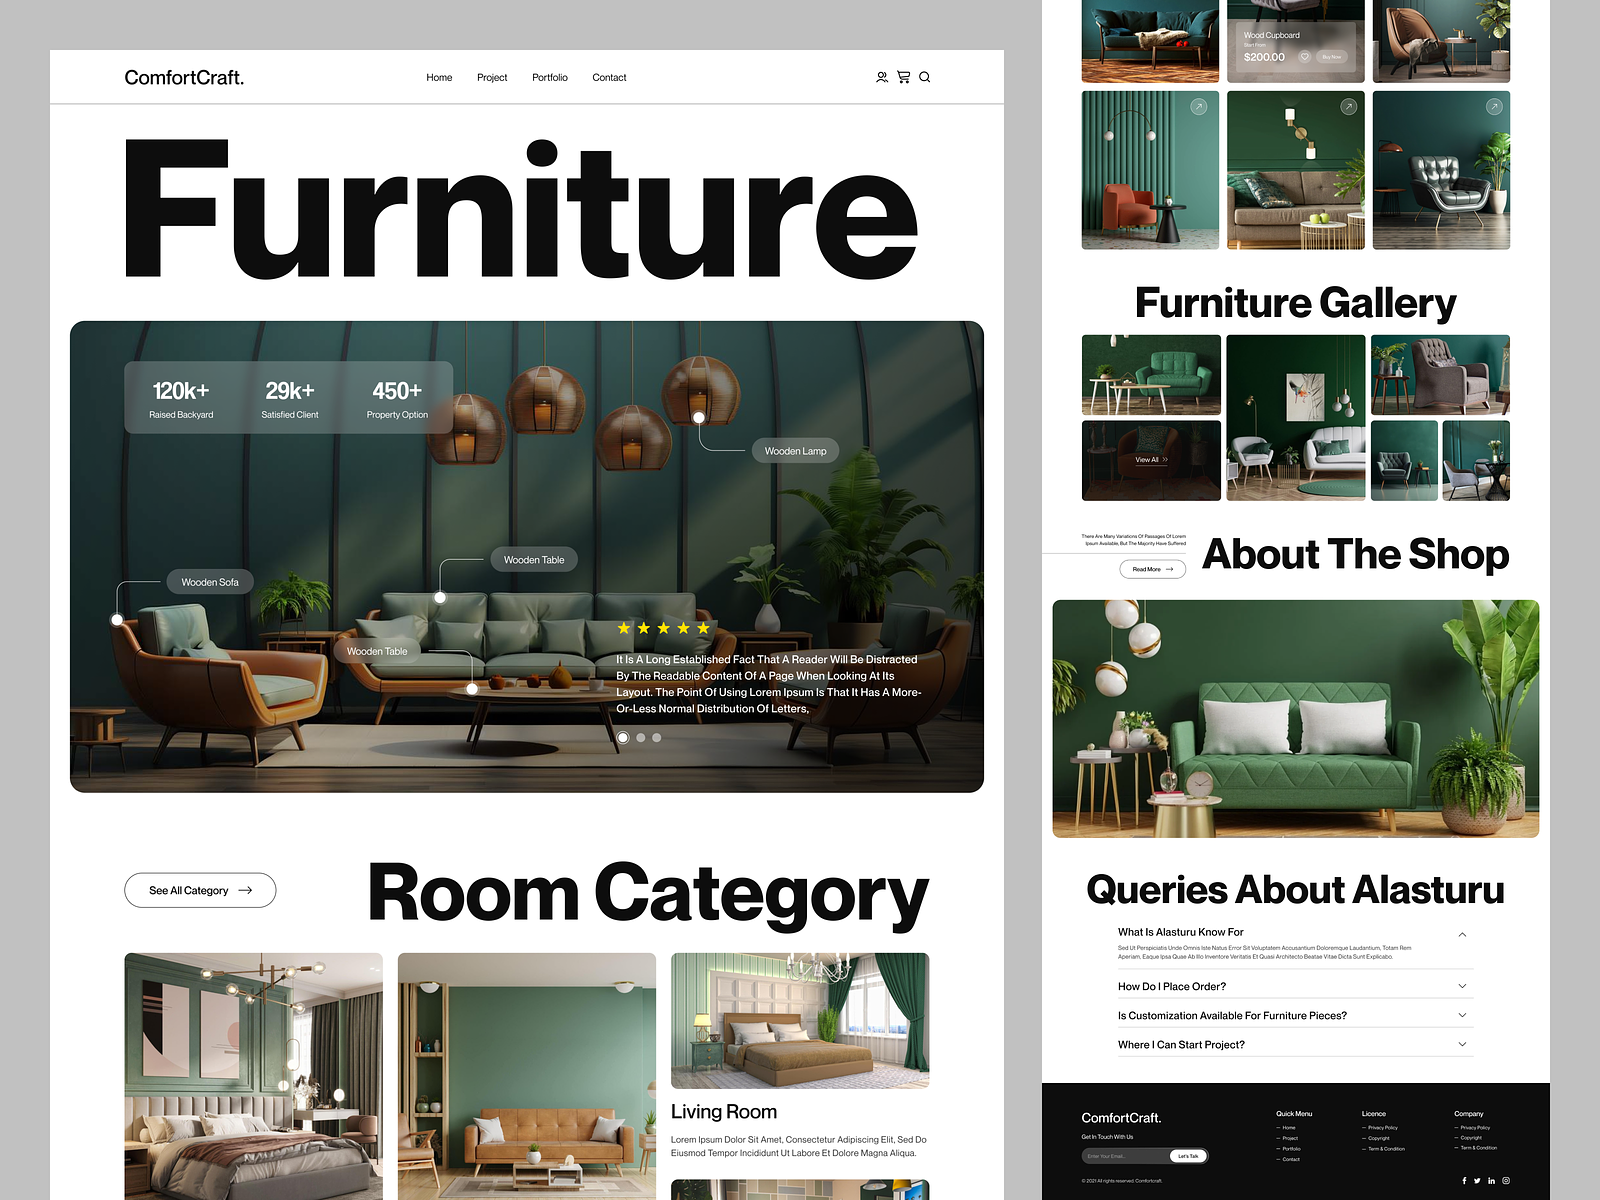 ComfortCraft.
Home
Project
Portfolio
Contact
Furniture
120k+
Raised Backyard
29k+
Satisfied Client
450+
Property Option
Wooden Lamp
Wooden Table
Wooden Sofa
Wooden Table
It Is A Long Established Fact That A Reader Will Be Distracted
By The Readable Content Of A Page When Looking At Its
Layout. The Point Of Using Lorem Ipsum Is That It Has A More-
Or-Less Normal Distribution Of Letters,
See All Category
Room Category
Living Room
Lorem Ipsum Dolor Sit Amet, Consectetur Adipiscing Elit, Sed Do
Eiusmod Tempor Incididunt Ut Labore Et Dolore Magna Aliqua.
Wood Cupboard
Start From
$200.00
Buy Now
Furniture Gallery
View All
There Are Many Variations Of Passages Of Lorem
Ipsum Available, But The Majority Have Suffered
Read More
About The Shop
Queries About Alasturu
What Is Alasturu Know For
Sed Ut Perspiciatis Unde Omnis Iste Natus Error Sit Voluptatem Accusantium Doloremque Laudantium, Totam Rem
Aperiam, Eaque Ipsa Quae Ab Illo Inventore Veritatis Et Quasi Architecto Beatae Vitae Dicta Sunt Explicabo.
How Do I Place Order?
Is Customization Available For Furniture Pieces?
Where I Can Start Project?
ComfortCraft.
Get In Touch With Us
Enter Your Email...
Let's Talk
© 2021 All rights reserved. Comfortcraft.
Quick Menu
Home
Project
Portfolio
Contact
Licence
Privacy Policy
Copyright
Term & Condition
Company
Privacy Policy
Copyright
Term & Condition